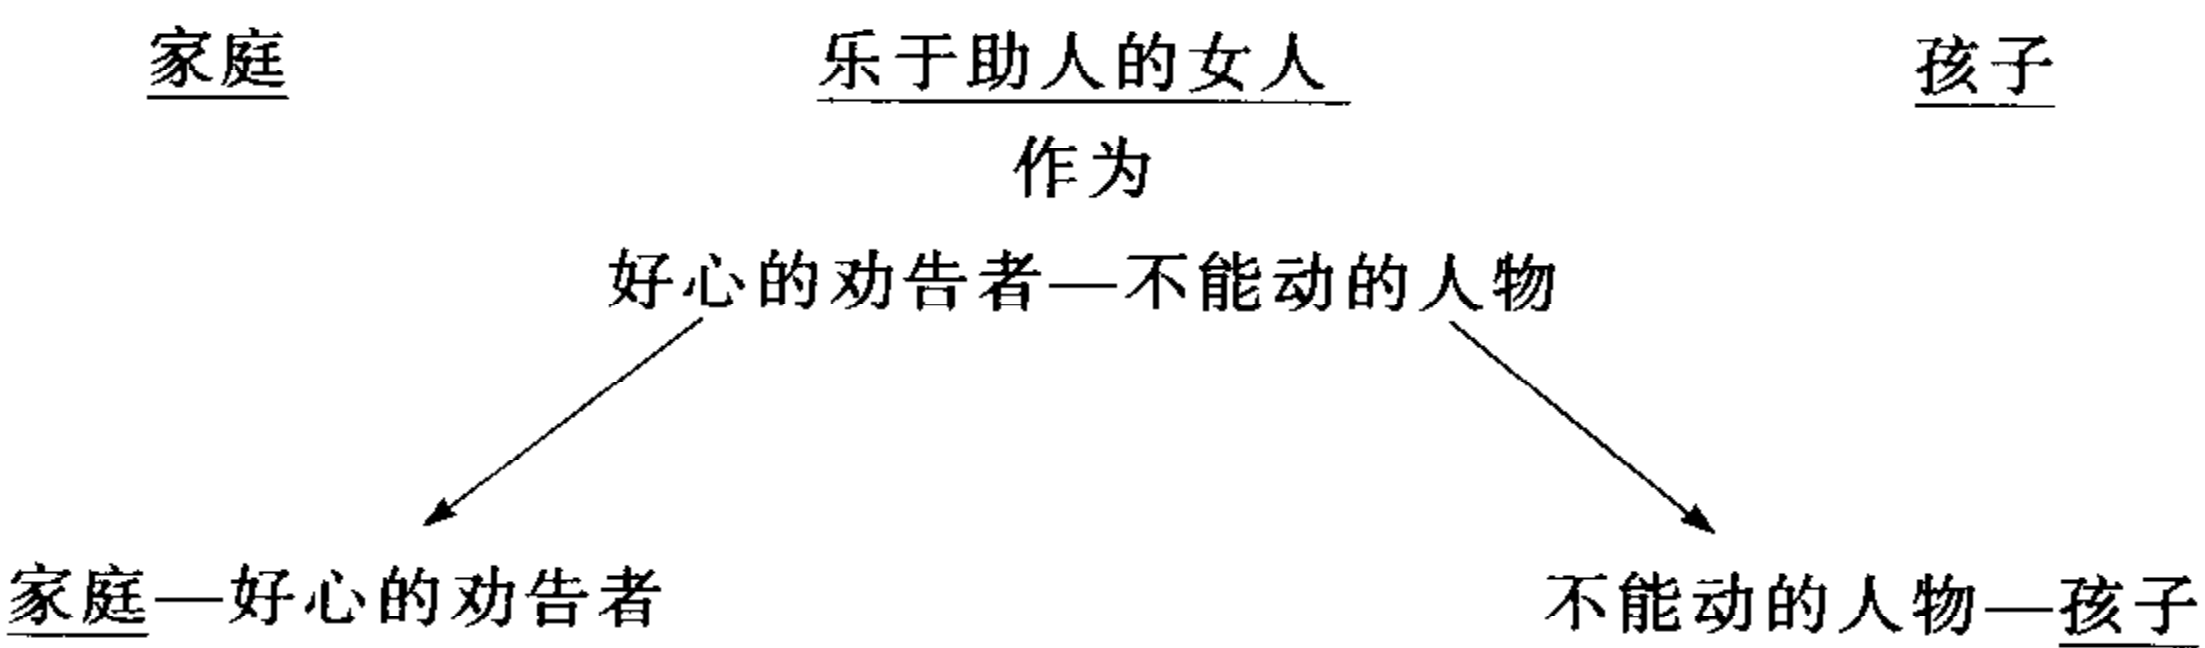 家庭 乐于助人的女人 孩子
作为
好心的劝告者—不能动的人物
家庭—好心的劝告者 不能动的人物—孩子